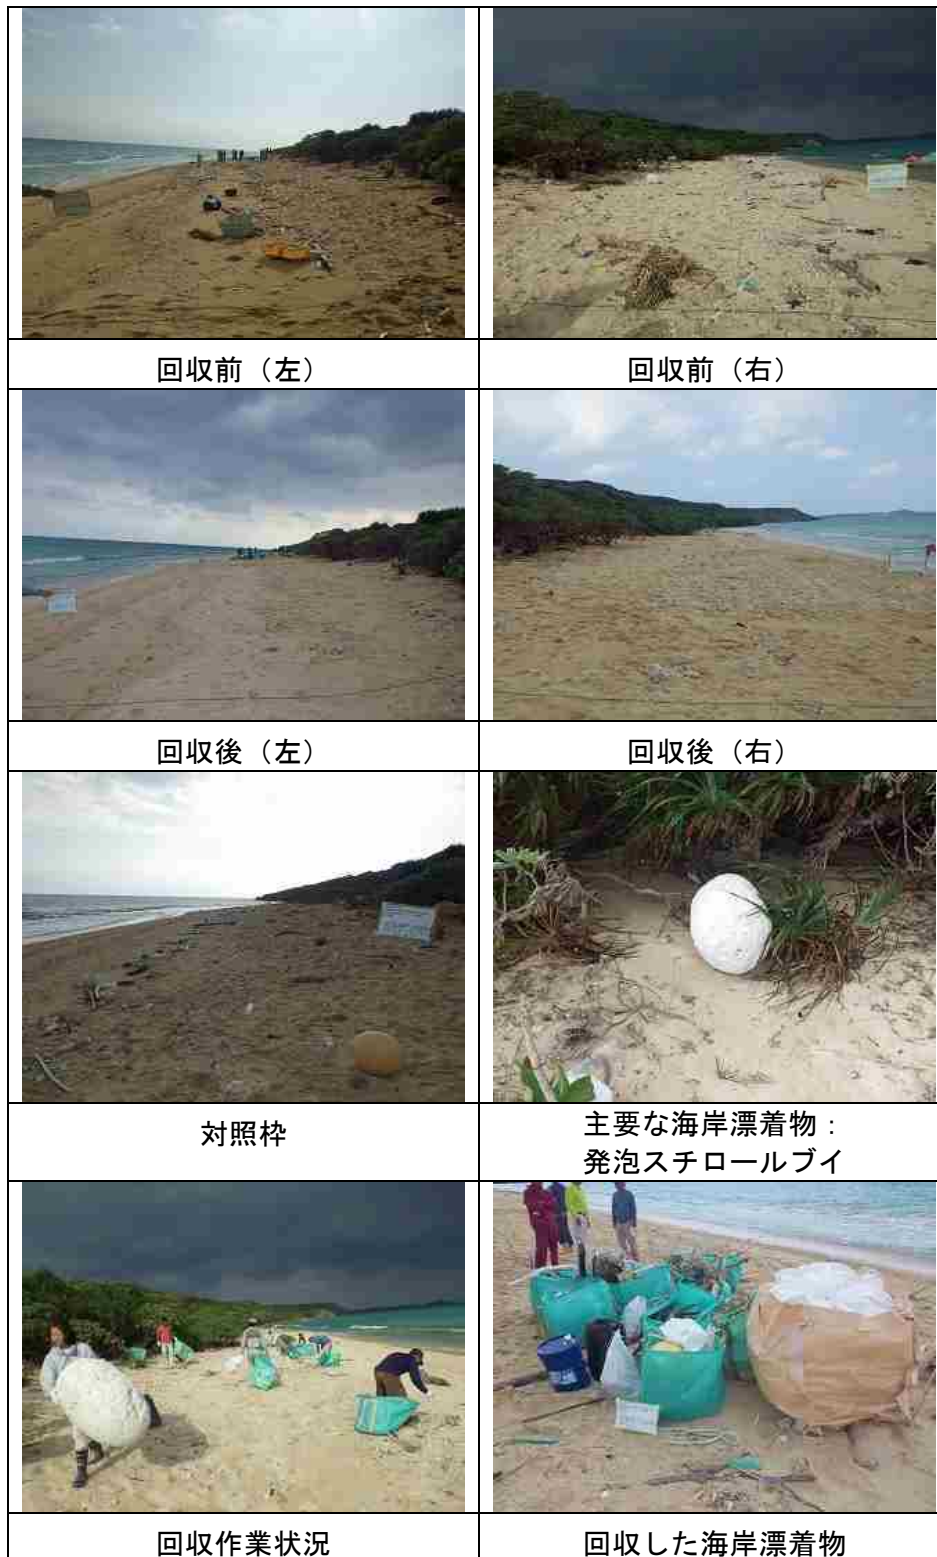 回収前（左）
回収前（右）
回収後（左）
回収後（右）
対照枠
主要な海岸漂着物：
発泡スチロールブイ
回収作業状況
回収した海岸漂着物